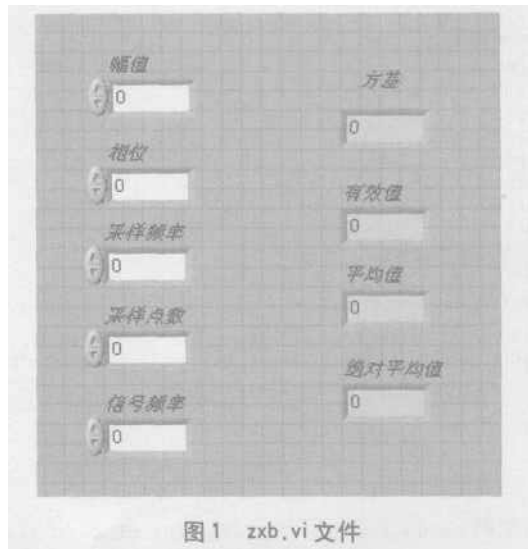 幅值
0
相位
0
采样频率
0
采样点数
0
信号频率
0
方差
0
有效值
0
平均值
0
绝对平均值
0
图1 zxb.vi文件